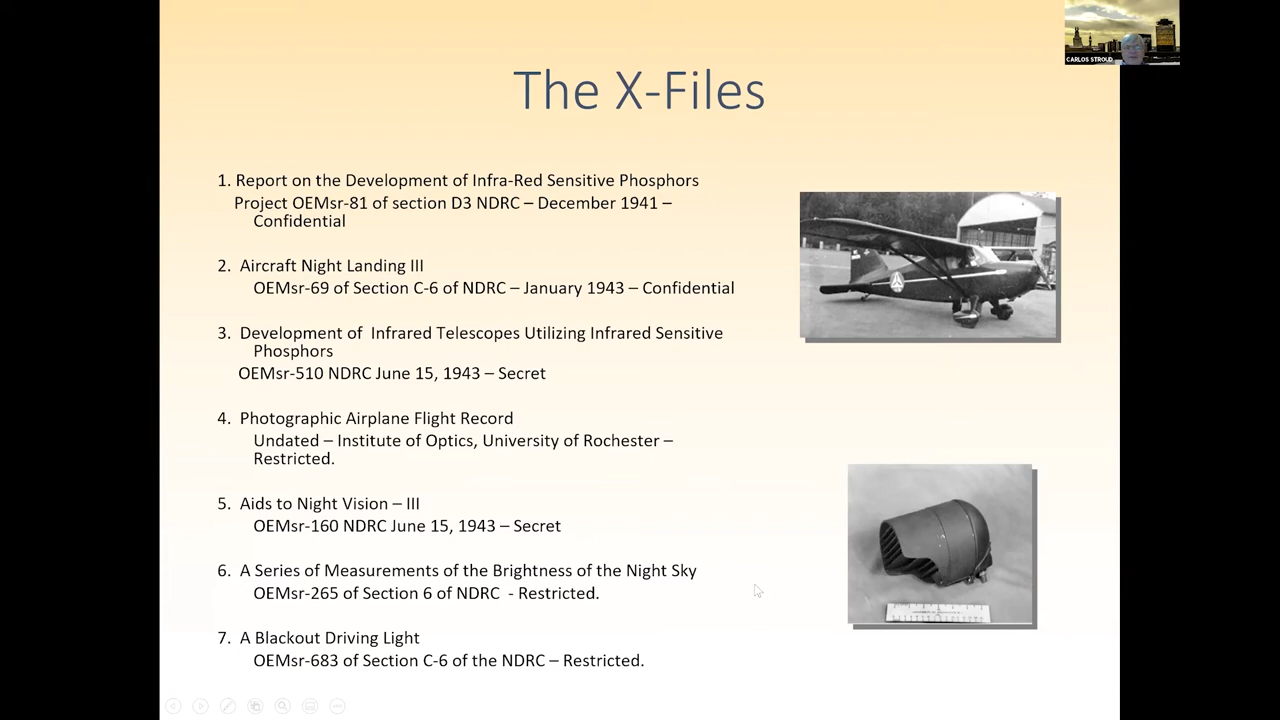 CARLOS STROUD
The X-Files
1. Report on the Development of Infra-Red Sensitive Phosphors
Project OEMsr-81 of section D3 NDRC – December 1941 –
Confidential
2. Aircraft Night Landing III
OEMsr-69 of Section C-6 of NDRC – January 1943 – Confidential
3. Development of Infrared Telescopes Utilizing Infrared Sensitive
Phosphors
OEMsr-510 NDRC June 15, 1943 – Secret
4. Photographic Airplane Flight Record
Undated – Institute of Optics, University of Rochester –
Restricted.
5. Aids to Night Vision – III
OEMsr-160 NDRC June 15, 1943 – Secret
6. A Series of Measurements of the Brightness of the Night Sky
OEMsr-265 of Section 6 of NDRC - Restricted.
7. A Blackout Driving Light
OEMsr-683 of Section C-6 of the NDRC – Restricted.